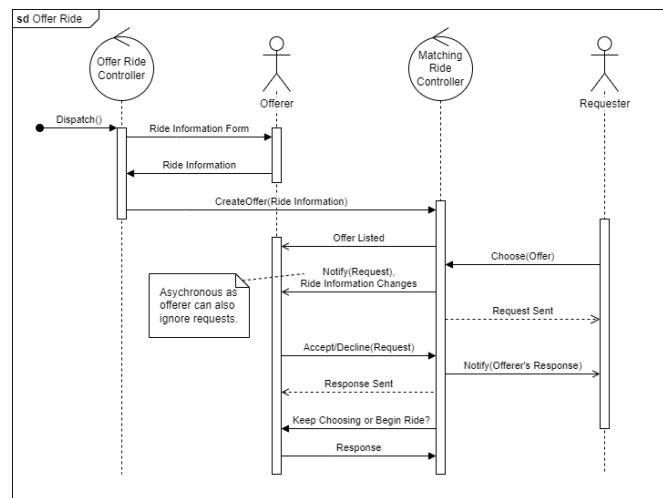 sd Offer Ride
Offer Ride
Controller
Offerer
Matching
Ride
Controller
Requester
Dispatch()
Ride Information Form
Ride Information
CreateOffer(Ride Information)
Offer Listed
Choose(Offer)
Notify(Request),
Ride Information Changes
Asychronous as
offerer can also
ignore requests.
Request Sent
Accept/Decline(Request)
Notify(Offerer's Response)
Response Sent
Keep Choosing or Begin Ride?
Response